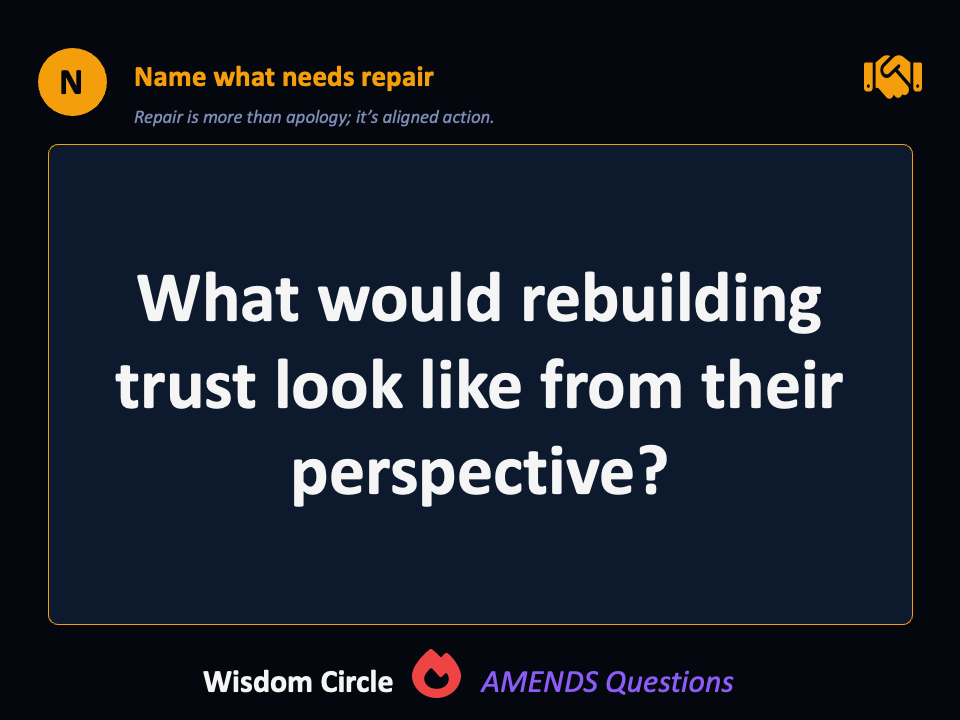 N
Name what needs repair
Repair is more than apology; it’s aligned action.
What would rebuilding
trust look like from their
perspective?
Wisdom Circle AMENDS Questions